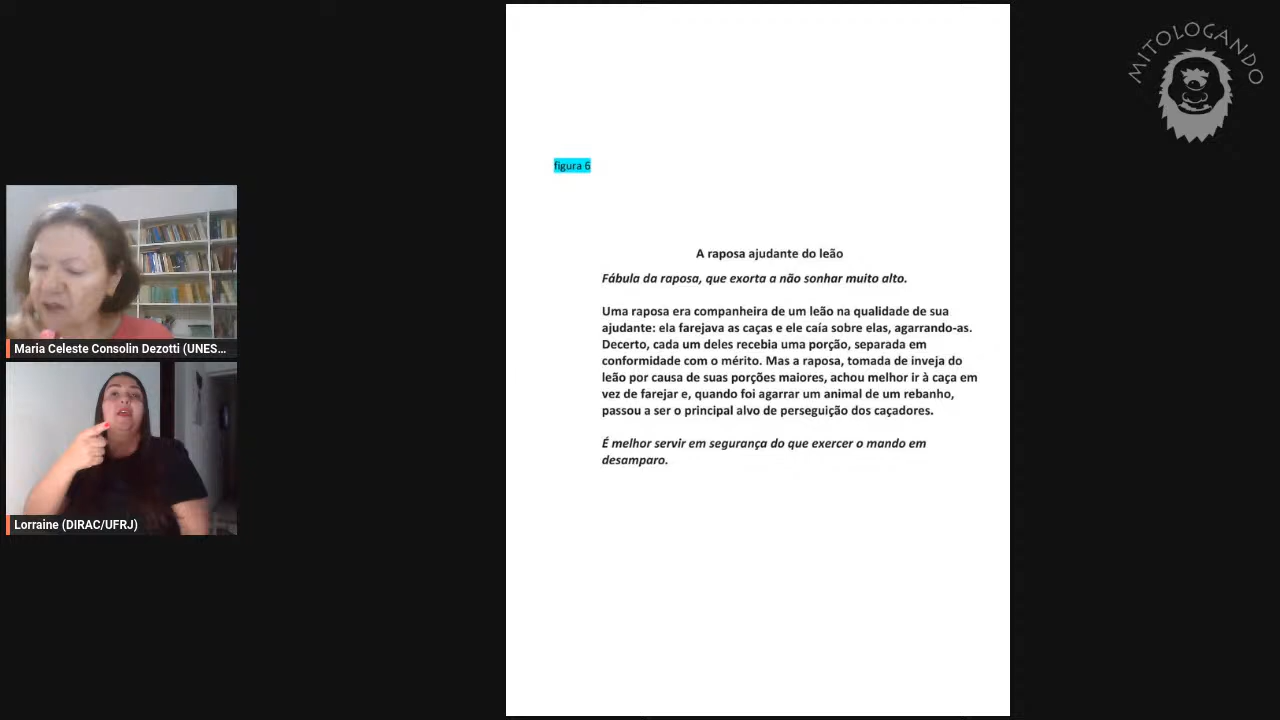 MITOLOGANDO
figura 6
A raposa ajudante do leão
Fábula da raposa, que exorta a não sonhar muito alto.
Uma raposa era companheira de um leão na qualidade de sua
ajudante: ela farejava as caças e ele caía sobre elas, agarrando-as.
Decerto, cada um deles recebia uma porção, separada em
conformidade com o mérito. Mas a raposa, tomada de inveja do
leão por causa de suas porções maiores, achou melhor ir à caça em
vez de farejar e, quando foi agarrar um animal de um rebanho,
passou a ser o principal alvo de perseguição dos caçadores.
É melhor servir em segurança do que exercer o mando em
desamparo.
Maria Celeste Consolin Dezotti (UNES...
Lorraine (DIRAC/UFRJ)